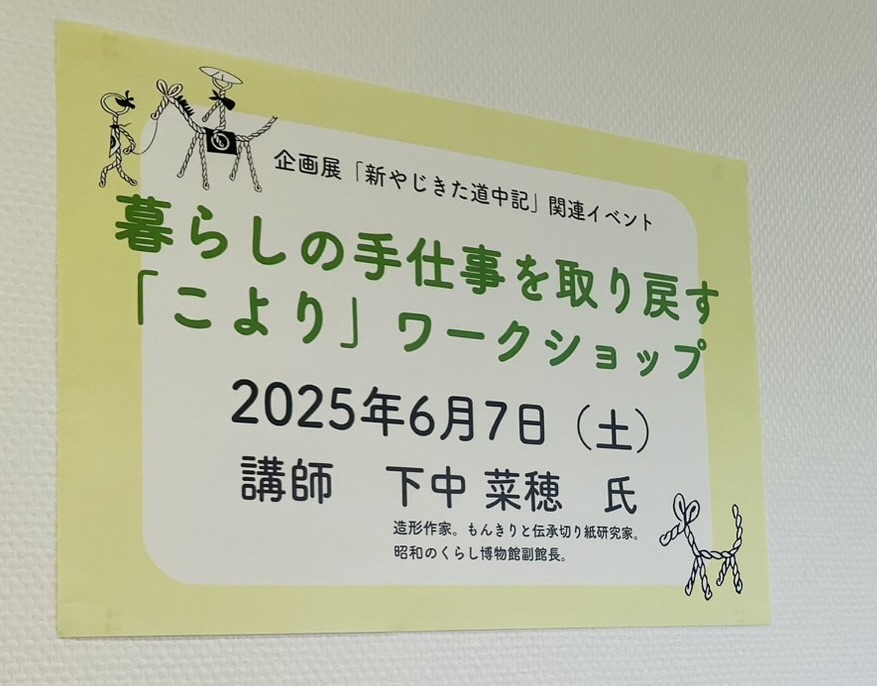 企画展「新やじきた道中記」関連イベント
暮らしの手仕事を取り戻す
「こより」ワークショップ
2025年6月7日（土）
講師　下中 菜穂　氏
造形作家。もんきりと伝承切り紙研究家。
昭和のくらし博物館副館長。